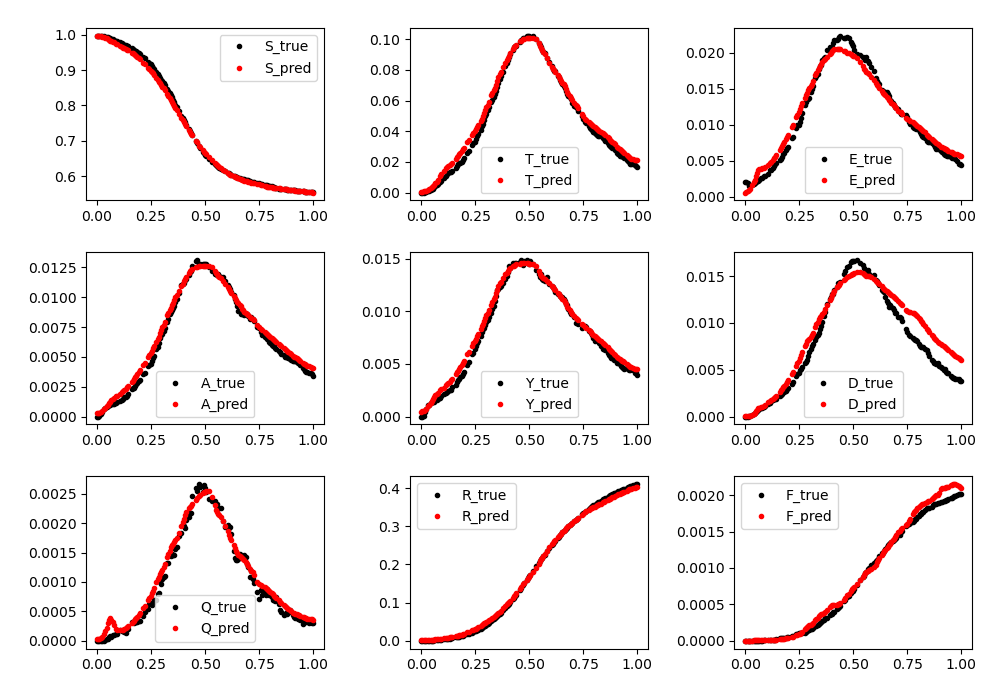 S_true
S_pred
1.0
0.9
0.8
0.7
0.6
0.00 0.25 0.50 0.75 1.00
T_true
T_pred
0.10
0.08
0.06
0.04
0.02
0.00
0.00 0.25 0.50 0.75 1.00
E_true
E_pred
0.020
0.015
0.010
0.005
0.000
0.00 0.25 0.50 0.75 1.00
A_true
A_pred
0.0125
0.0100
0.0075
0.0050
0.0025
0.0000
0.00 0.25 0.50 0.75 1.00
Y_true
Y_pred
0.015
0.010
0.005
0.000
0.00 0.25 0.50 0.75 1.00
D_true
D_pred
0.015
0.010
0.005
0.000
0.00 0.25 0.50 0.75 1.00
Q_true
Q_pred
0.0025
0.0020
0.0015
0.0010
0.0005
0.0000
0.00 0.25 0.50 0.75 1.00
R_true
R_pred
0.4
0.3
0.2
0.1
0.0
0.00 0.25 0.50 0.75 1.00
F_true
F_pred
0.0020
0.0015
0.0010
0.0005
0.0000
0.00 0.25 0.50 0.75 1.00